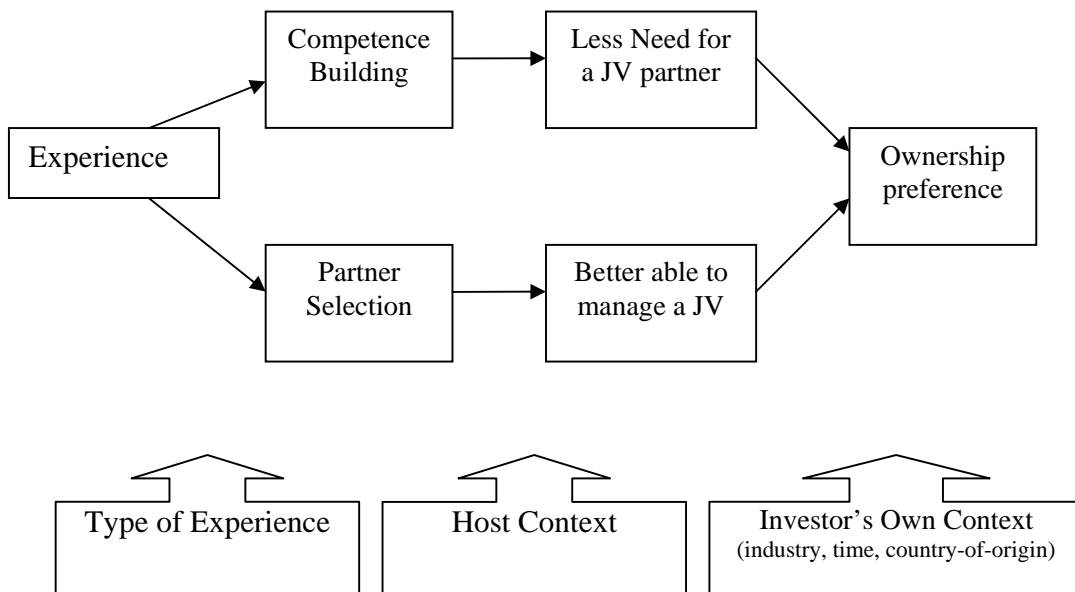 Competence
Building
Less Need for
a JV partner
Experience
Ownership
preference
Partner
Selection
Better able to
manage a JV
Type of Experience
Host Context
Investor’s Own Context
(industry, time, country-of-origin)